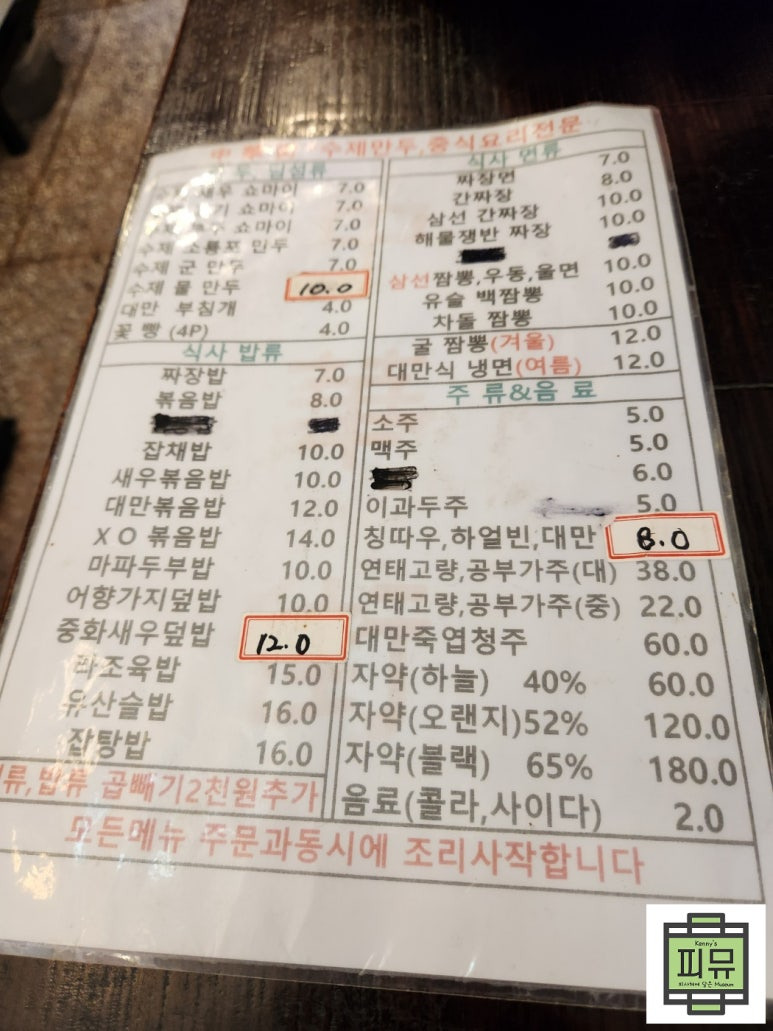 수제만두,중식요리전문
딤섬류
수제 새우 쇼마이 7.0
쇼마이 7.0
쇼마이 7.0
수제 소룡포 만두 7.0
수제 군 만두 7.0
수제 물 만두 10.0
대만 부침개 4.0
꽃 빵 (4P) 4.0
식사 밥류
짜장밥 7.0
볶음밥 8.0
잡채밥 10.0
새우볶음밥 10.0
대만볶음밥 12.0
X O 볶음밥 14.0
마파두부밥 10.0
어향가지덮밥 10.0
중화새우덮밥 12.0
라조육밥 15.0
유산슬밥 16.0
잡탕밥 16.0
류,밥류 곱빼기2천원추가
식사 면류
짜장면 7.0
간짜장 8.0
삼선 간짜장 10.0
해물쟁반 짜장 10.0
삼선짬뽕,우동,울면 10.0
유슬 백짬뽕 10.0
차돌 짬뽕 10.0
굴 짬뽕(겨울) 12.0
대만식 냉면(여름) 12.0
주 류&음 료
소주 5.0
맥주 5.0
6.0
이과두주 5.0
칭따우,하얼빈,대만 8.0
연태고량,공부가주(대) 38.0
연태고량,공부가주(중) 22.0
대만죽엽청주 60.0
자약(하늘) 40% 60.0
자약(오랜지)52% 120.0
자약(블랙) 65% 180.0
음료(콜라,사이다) 2.0
모든메뉴 주문과동시에 조리사작합니다
Kenny's
피뮤
Museum